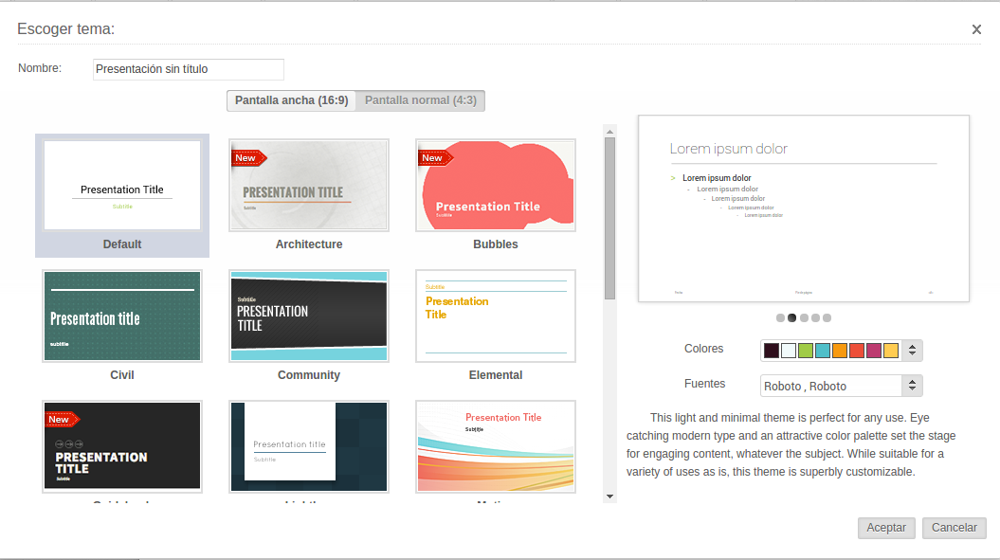 Escoger tema:
Nombre:
Presentación sin título
Pantalla ancha (16:9)
Pantalla normal (4:3)
Presentation Title
Subtitle
Default
New
PRESENTATION TITLE
Subtitle
Architecture
New
Presentation Title
Subtitle
Bubbles
Presentation title
subtitle
Civil
Subtitle
PRESENTATION
TITLE
Community
Subtitle
Presentation
Title
Elemental
New
PRESENTATION
TITLE
Subtitle
Presentation title
Subtitle
Presentation Title
Subtitle
Lorem ipsum dolor
> Lorem ipsum dolor
- Lorem ipsum dolor
- Lorem ipsum dolor
- Lorem ipsum dolor
- Lorem ipsum dolor
Colores
Fuentes
Roboto , Roboto
This light and minimal theme is perfect for any use. Eye
catching modern type and an attractive color palette set the stage
for engaging content, whatever the subject. While suitable for a
variety of uses as is, this theme is superbly customizable.
Aceptar
Cancelar